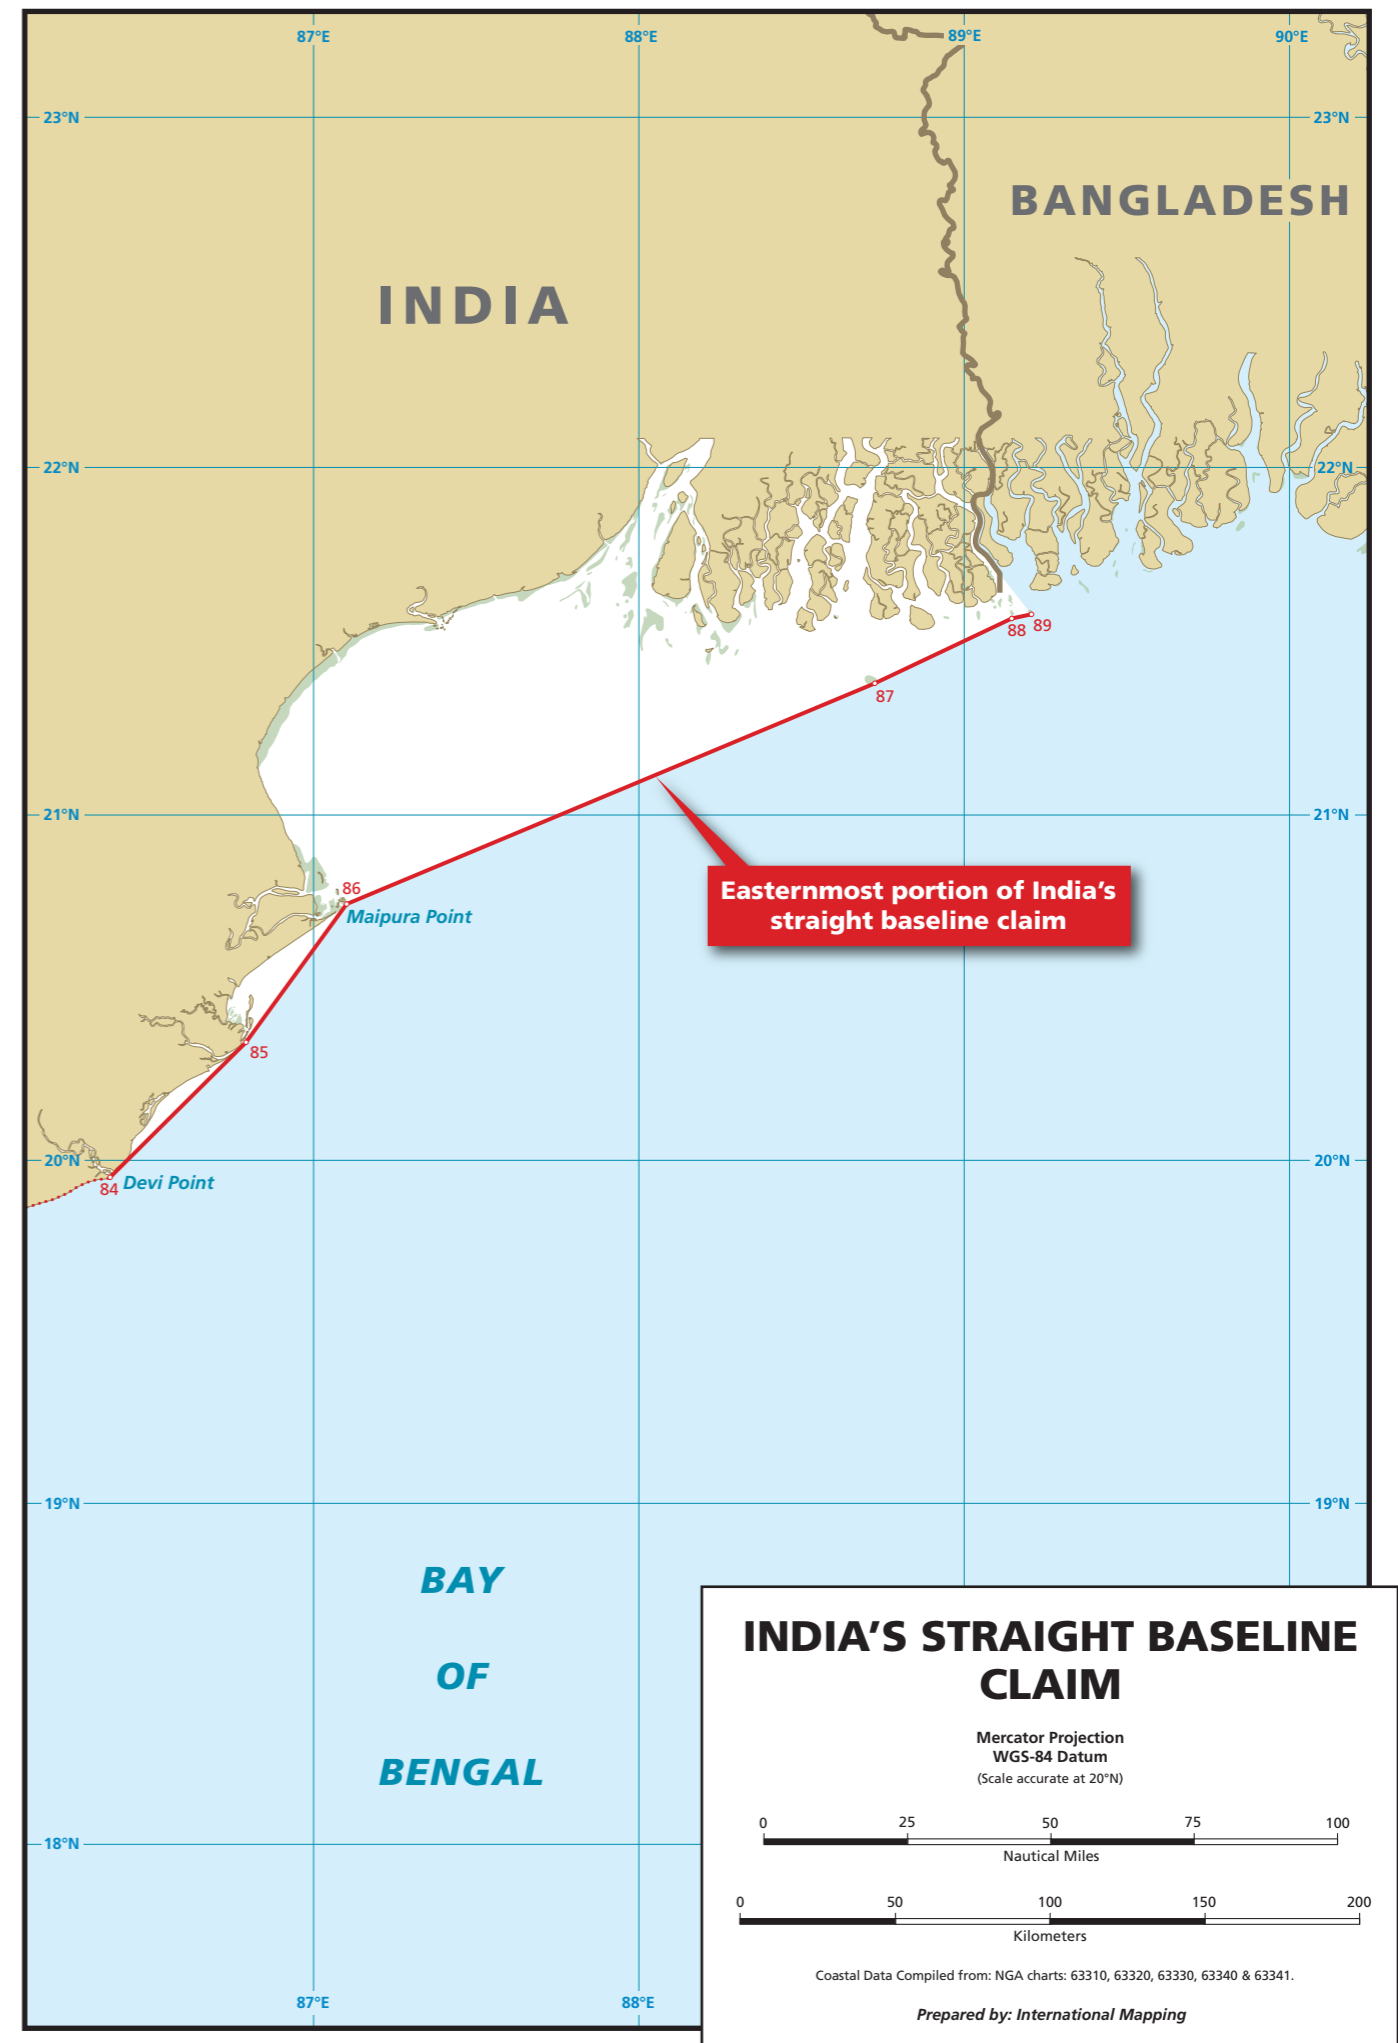 87°E
88°E
89°E
90°E
23°N
23°N
BANGLADESH
INDIA
22°N
22°N
88
89
87
21°N
21°N
86
Maipura Point
Easternmost portion of India’s
straight baseline claim
85
20°N
20°N
84
Devi Point
19°N
19°N
BAY
OF
BENGAL
18°N
87°E
88°E
INDIA’S STRAIGHT BASELINE
CLAIM
Mercator Projection
WGS-84 Datum
(Scale accurate at 20°N)
0 25 50 75 100
Nautical Miles
0 50 100 150 200
Kilometers
Coastal Data Compiled from: NGA charts: 63310, 63320, 63330, 63340 & 63341.
Prepared by: International Mapping